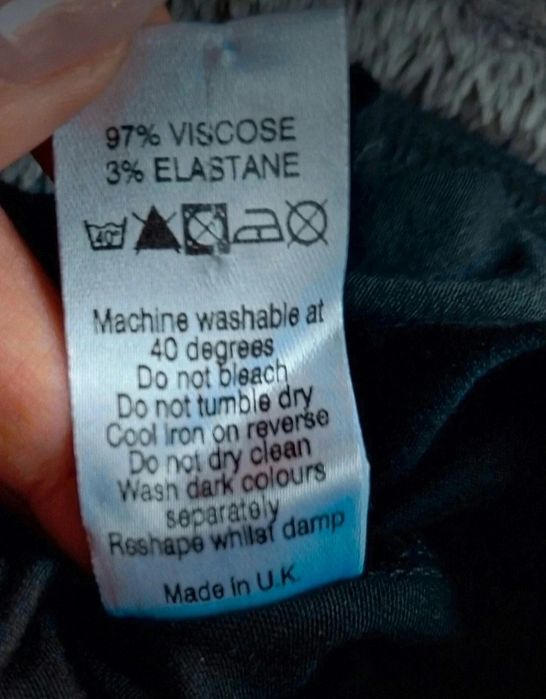 97% VISCOSE
3% ELASTANE
40°
Machine washable at
40 degrees
Do not bleach
Do not tumble dry
Cool Iron on reverse
Do not dry clean
Wash dark colours
separately
Reshape whilst damp
Made in U.K.